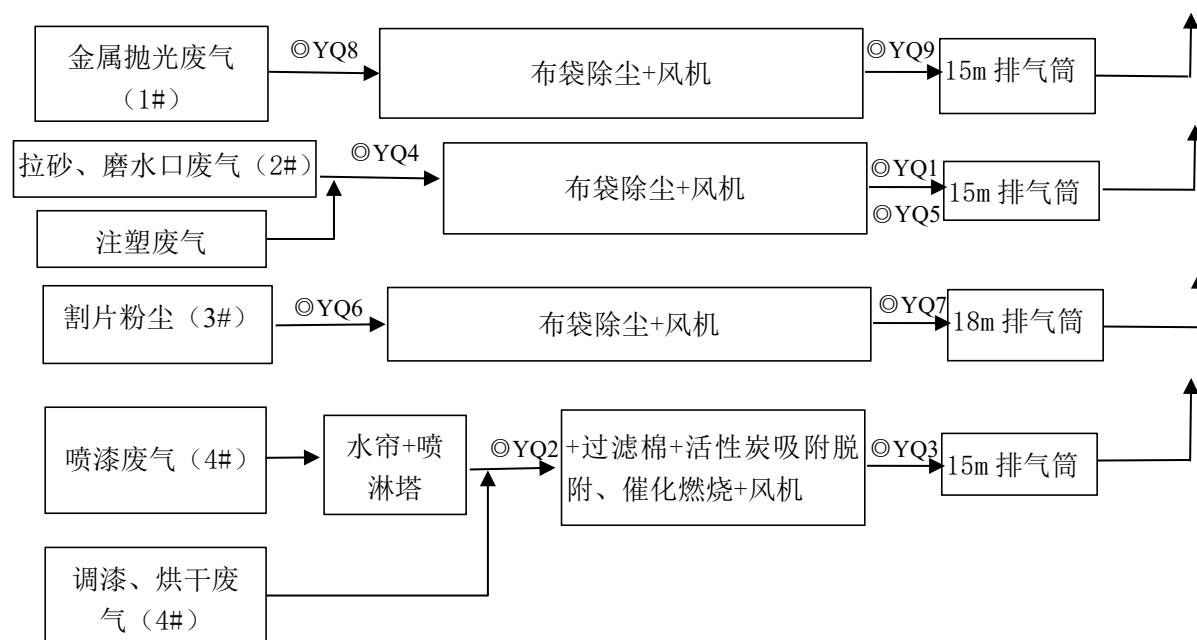 金属抛光废气
（1#）
◎YQ8
布袋除尘+风机
◎YQ9
15m 排气筒
拉砂、磨水口废气（2#）
◎YQ4
布袋除尘+风机
◎YQ1
◎YQ5
15m 排气筒
注塑废气
割片粉尘（3#）
◎YQ6
布袋除尘+风机
◎YQ7
18m 排气筒
喷漆废气（4#）
水帘+喷
淋塔
◎YQ2
+过滤棉+活性炭吸附脱
附、催化燃烧+风机
◎YQ3
15m 排气筒
调漆、烘干废
气（4#）